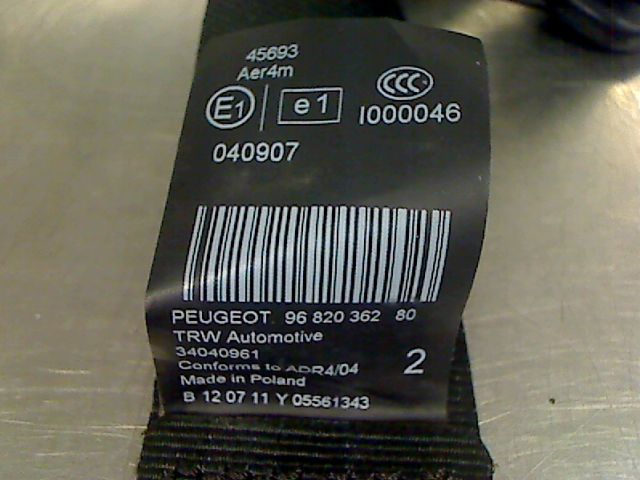 45693
Aer4m
E1 e1 CCC I000046
040907
PEUGEOT 96 820 362 80
TRW Automotive
34040961
Conforms to ADR4/04 2
Made in Poland
B 12 07 11 Y 05561343